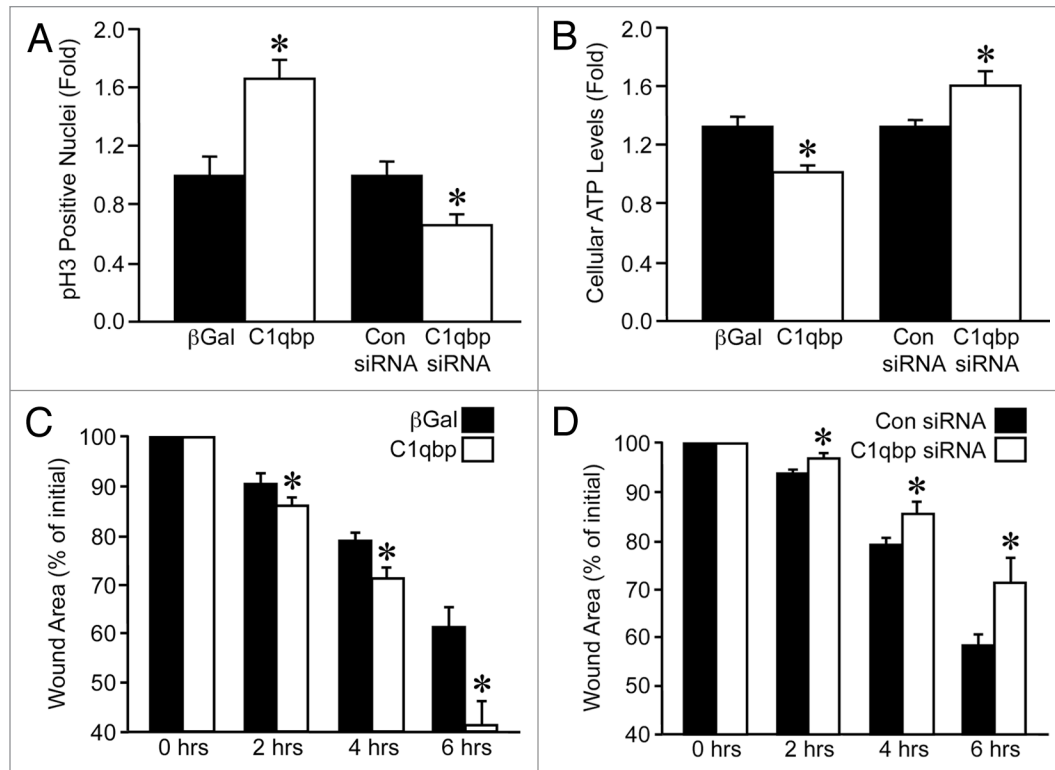 A
pH3 Positive Nuclei (Fold)
2.0
1.6
1.2
0.8
0.4
0.0
*
*
βGal C1qbp Con C1qbp
siRNA siRNA
B
Cellular ATP Levels (Fold)
2.0
1.6
1.2
0.8
0.4
0.0
*
*
βGal C1qbp Con C1qbp
siRNA siRNA
C
βGal
C1qbp
Wound Area (% of initial)
100
90
80
70
60
50
40
*
*
*
0 hrs 2 hrs 4 hrs 6 hrs
D
Con siRNA
C1qbp siRNA
Wound Area (% of initial)
100
90
80
70
60
50
40
*
*
*
0 hrs 2 hrs 4 hrs 6 hrs